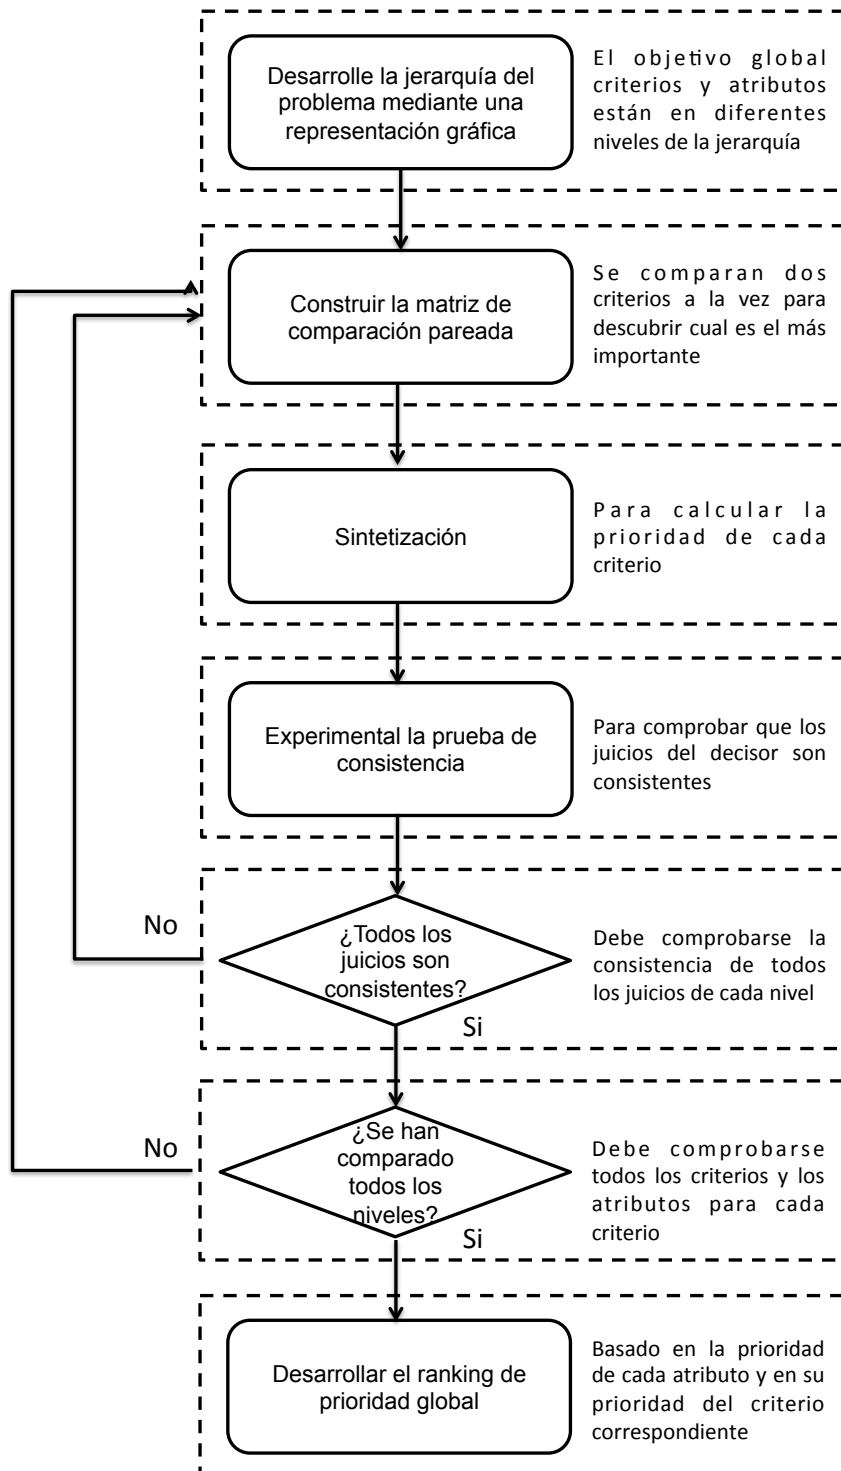 Desarrolle la jerarquía del
problema mediante una
representación gráfica
El objetivo global
criterios y atributos
están en diferentes
niveles de la jerarquía
Construir la matriz de
comparación pareada
Se comparan dos
criterios a la vez para
descubrir cual es el más
importante
Sintetización
Para calcular la
prioridad de cada
criterio
Experimental la prueba de
consistencia
Para comprobar que los
juicios del decisor son
consistentes
No
¿Todos los
juicios son
consistentes?
Si
Debe comprobarse la
consistencia de todos
los juicios de cada nivel
No
¿Se han
comparado
todos los
niveles?
Si
Debe comprobarse
todos los criterios y los
atributos para cada
criterio
Desarrollar el ranking de
prioridad global
Basado en la prioridad
de cada atributo y en su
prioridad del criterio
correspondiente